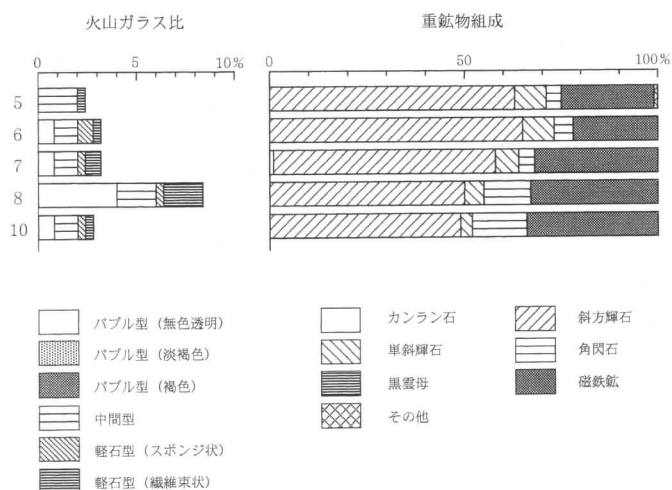 火山ガラス比
重鉱物組成
0 5 10%
0 50 100%
5
6
7
8
10
バブル型（無色透明）
バブル型（淡褐色）
バブル型（褐色）
中間型
軽石型（スポンジ状）
軽石型（繊維束状）
カンラン石
単斜輝石
黒雲母
その他
斜方輝石
角閃石
磁鉄鉱